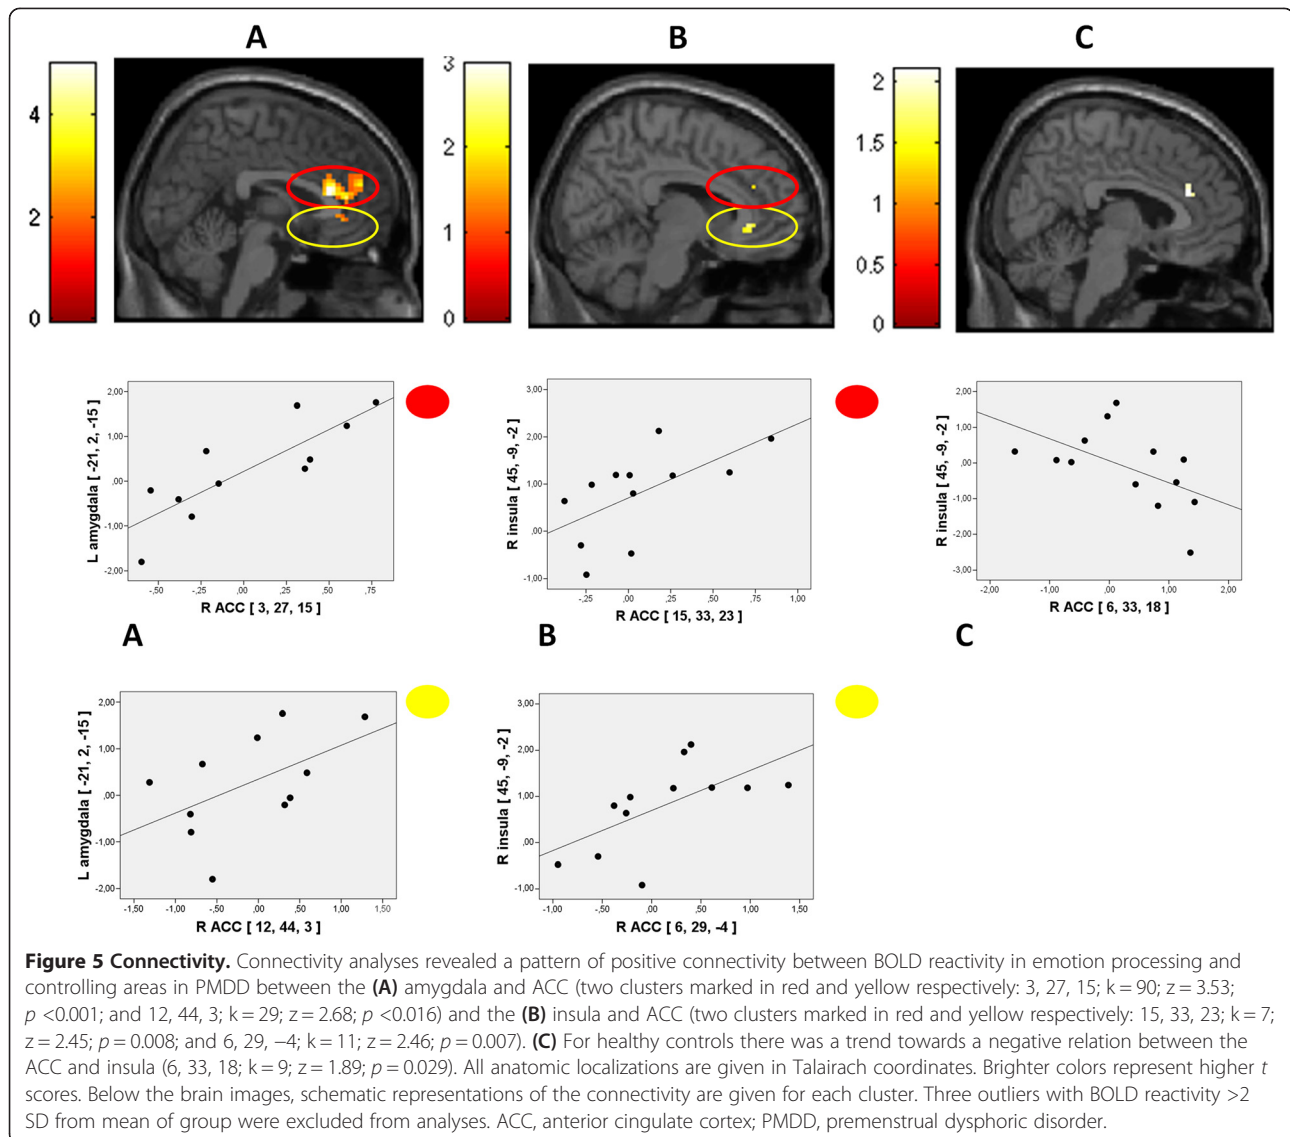 A
B
C
4
2
0
3
2
1
0
2
1.5
1
0.5
0
L amygdala [ -21, 2, -15 ]
2,00
1,00
,00
-1,00
-2,00
-,50
-,25
,00
,25
,50
,75
R ACC [ 3, 27, 15 ]
R insula [ 45, -9, -2 ]
3,00
2,00
1,00
,00
-1,00
-,25
,00
,25
,50
,75
1,00
R ACC [ 15, 33, 23 ]
R insula [ 45, -9, -2 ]
2,00
1,00
,00
-1,00
-2,00
-3,00
-2,00
-1,00
,00
1,00
2,00
R ACC [ 6, 33, 18 ]
A
B
C
L amygdala [ -21, 2, -15 ]
2,00
1,00
,00
-1,00
-2,00
-1,50
-1,00
-,50
,00
,50
1,00
1,50
R ACC [ 12, 44, 3 ]
R insula [ 45, -9, -2 ]
3,00
2,00
1,00
,00
-1,00
-1,00
-,50
,00
,50
1,00
1,50
R ACC [ 6, 29, -4 ]
Figure 5 Connectivity. Connectivity analyses revealed a pattern of positive connectivity between BOLD reactivity in emotion processing and
controlling areas in PMDD between the (A) amygdala and ACC (two clusters marked in red and yellow respectively: 3, 27, 15; k = 90; z = 3.53;
p <0.001; and 12, 44, 3; k = 29; z = 2.68; p <0.016) and the (B) insula and ACC (two clusters marked in red and yellow respectively: 15, 33, 23; k = 7;
z = 2.45; p = 0.008; and 6, 29, −4; k = 11; z = 2.46; p = 0.007). (C) For healthy controls there was a trend towards a negative relation between the
ACC and insula (6, 33, 18; k = 9; z = 1.89; p = 0.029). All anatomic localizations are given in Talairach coordinates. Brighter colors represent higher t
scores. Below the brain images, schematic representations of the connectivity are given for each cluster. Three outliers with BOLD reactivity >2
SD from mean of group were excluded from analyses. ACC, anterior cingulate cortex; PMDD, premenstrual dysphoric disorder.